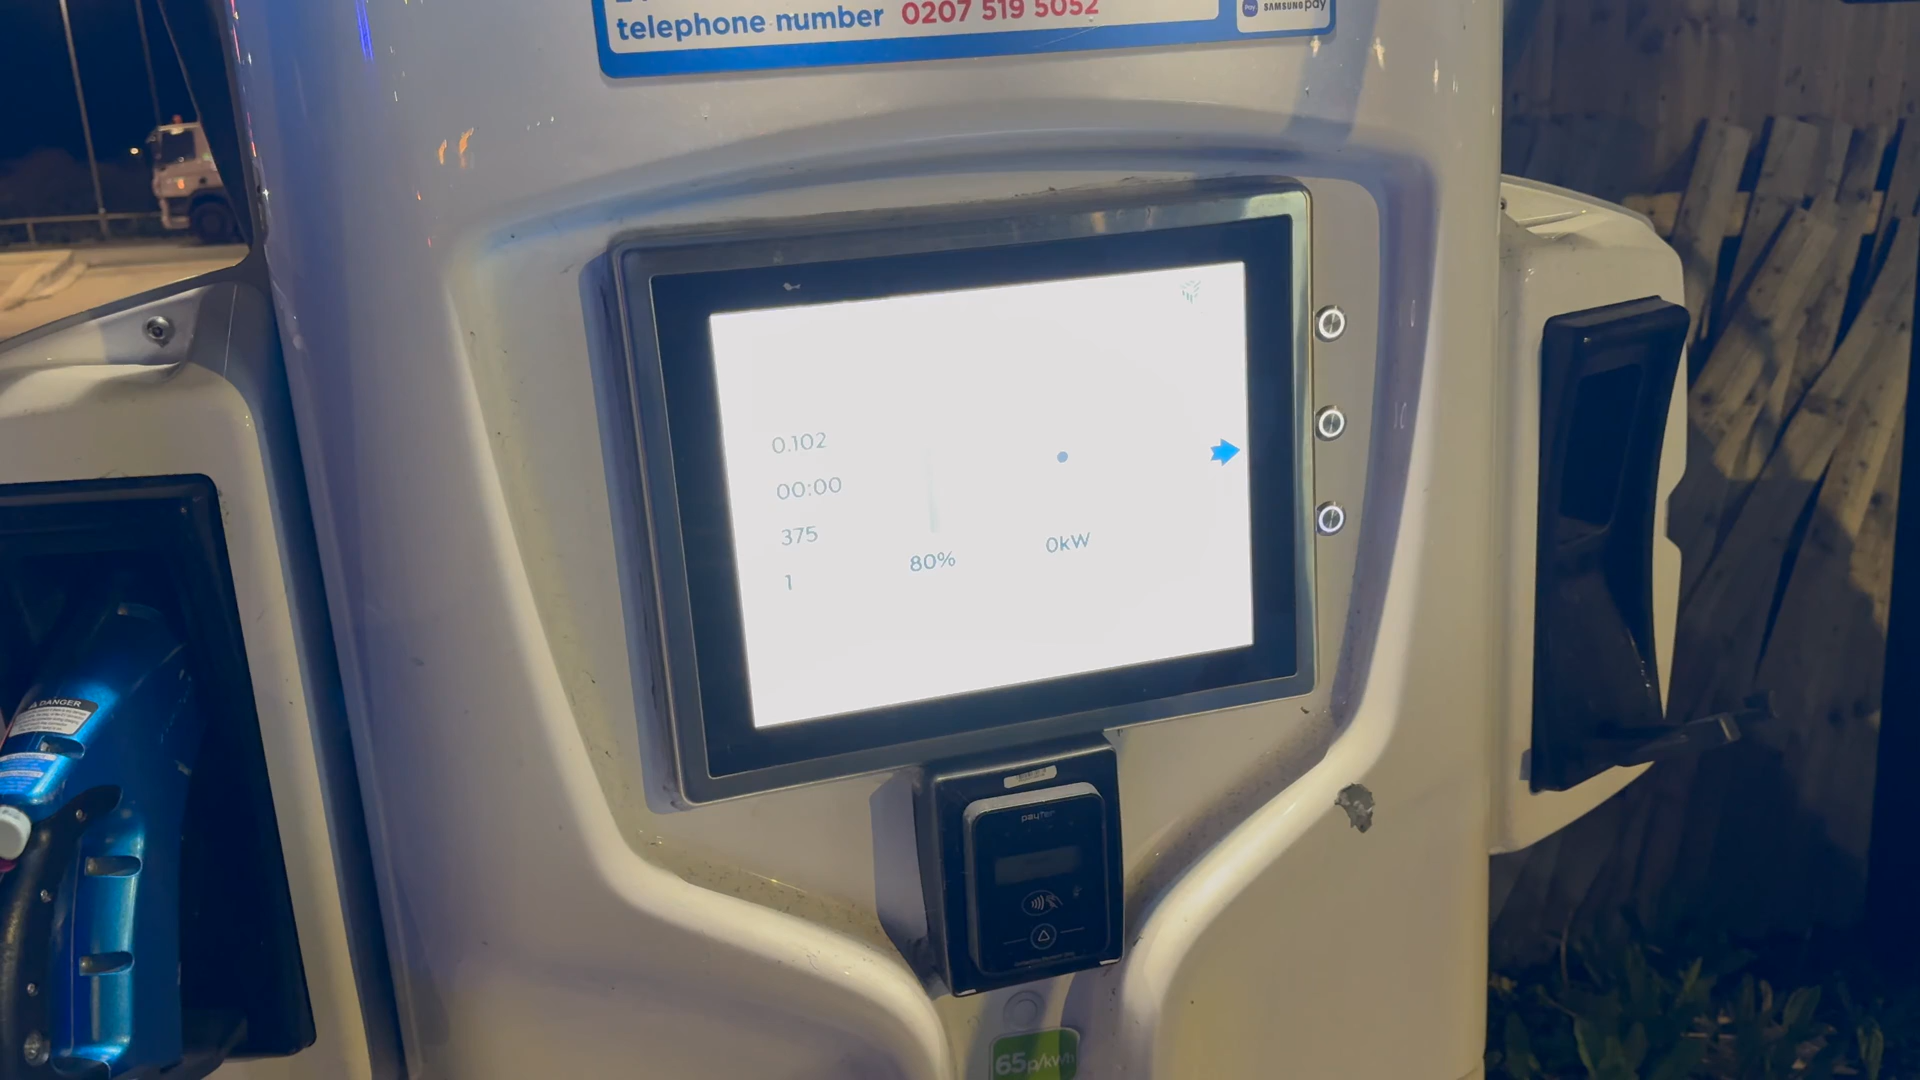 telephone number 0207 519 5052
Pay SAMSUNG pay
0.102
00:00
375
1
80%
0kW
DANGER
payter
65p/kWh